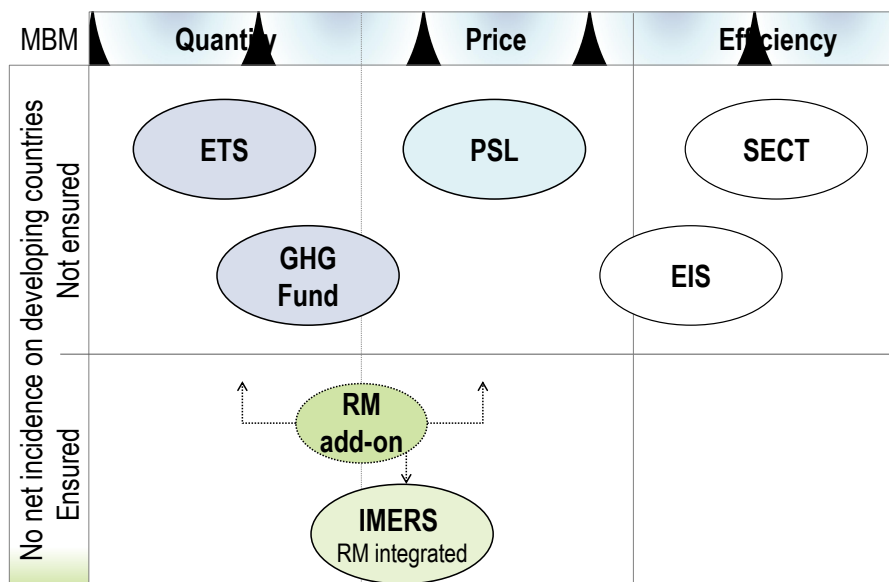 MBM
Quantity
Price
Efficiency
No net incidence on developing countries
Not ensured
Ensured
ETS
PSL
SECT
GHG
Fund
EIS
RM
add-on
IMERS
RM integrated